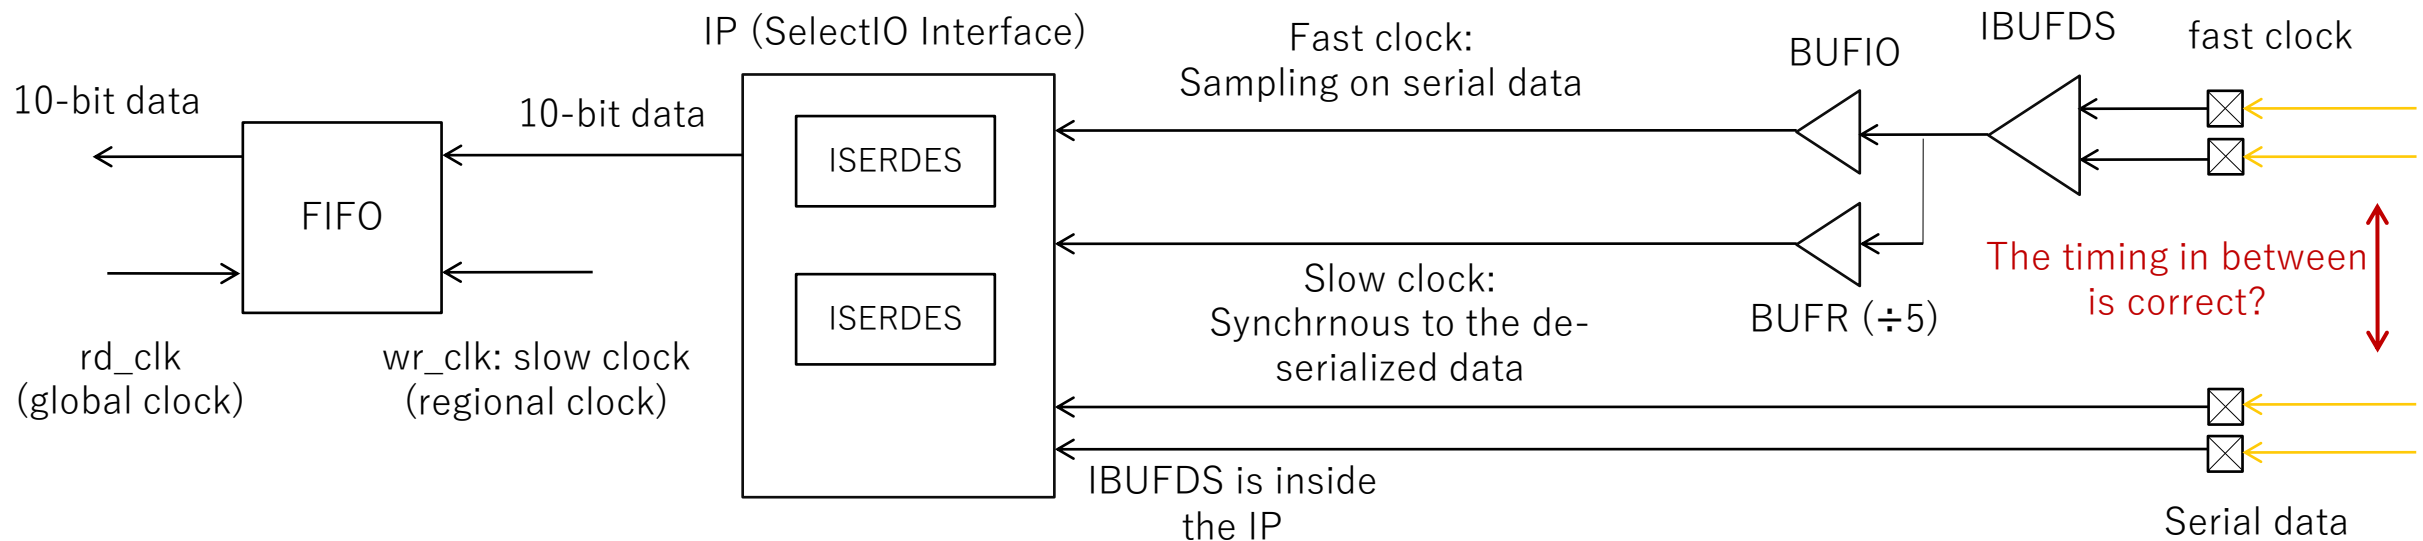 IP (SelectIO Interface)
Fast clock:
Sampling on serial data
BUFIO
IBUFDS
fast clock
10-bit data
10-bit data
ISERDES
FIFO
ISERDES
Slow clock:
Synchrnous to the de-
serialized data
BUFR (÷5)
The timing in between
is correct?
rd_clk
(global clock)
wr_clk: slow clock
(regional clock)
IBUFDS is inside
the IP
Serial data